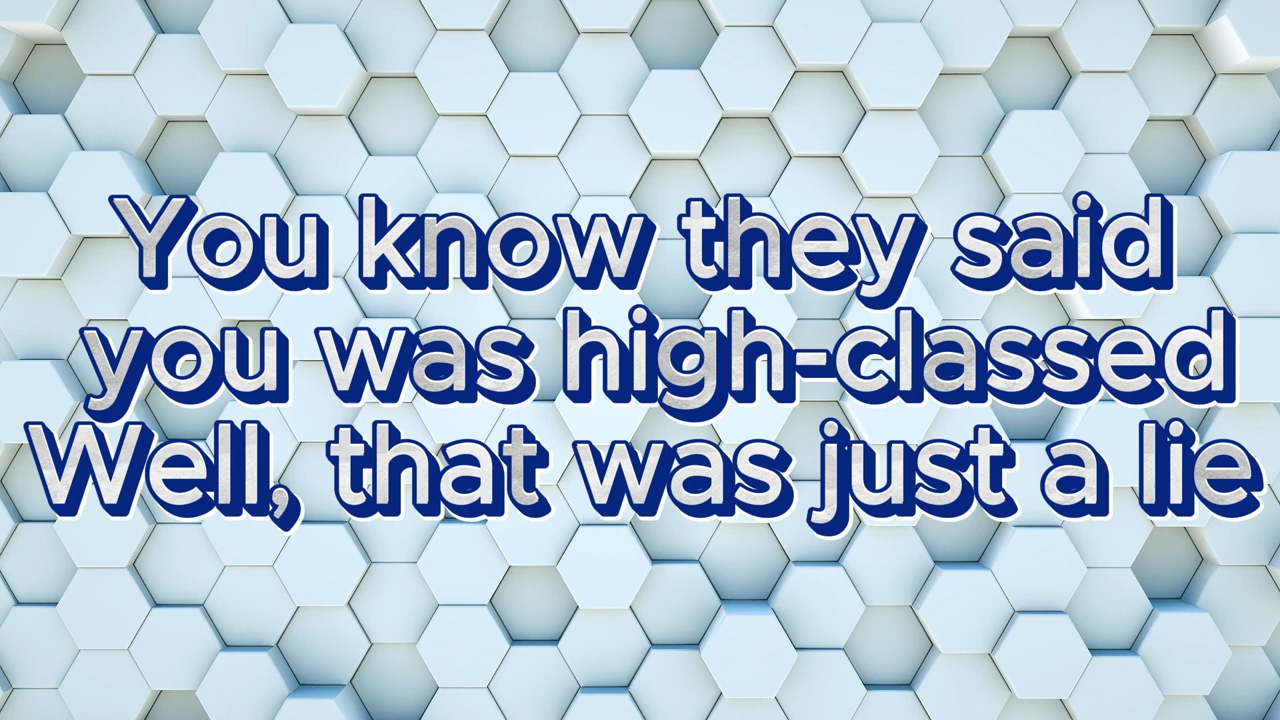 You know they said
you was high-classed
Well, that was just a lie